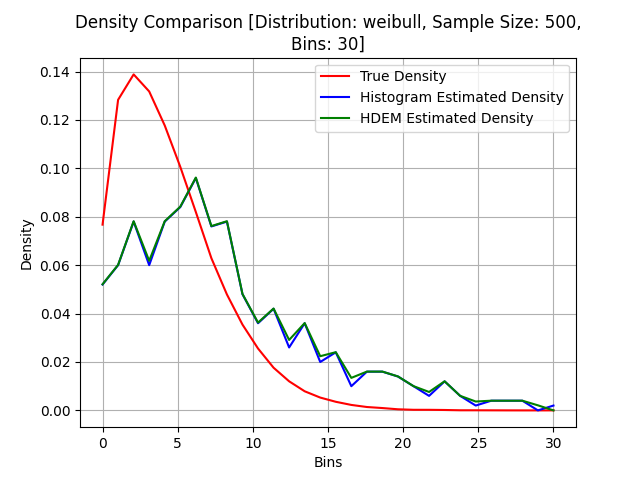 Density Comparison [Distribution: weibull, Sample Size: 500,
Bins: 30]
True Density
Histogram Estimated Density
HDEM Estimated Density
Density
0.14
0.12
0.10
0.08
0.06
0.04
0.02
0.00
0 5 10 15 20 25 30
Bins